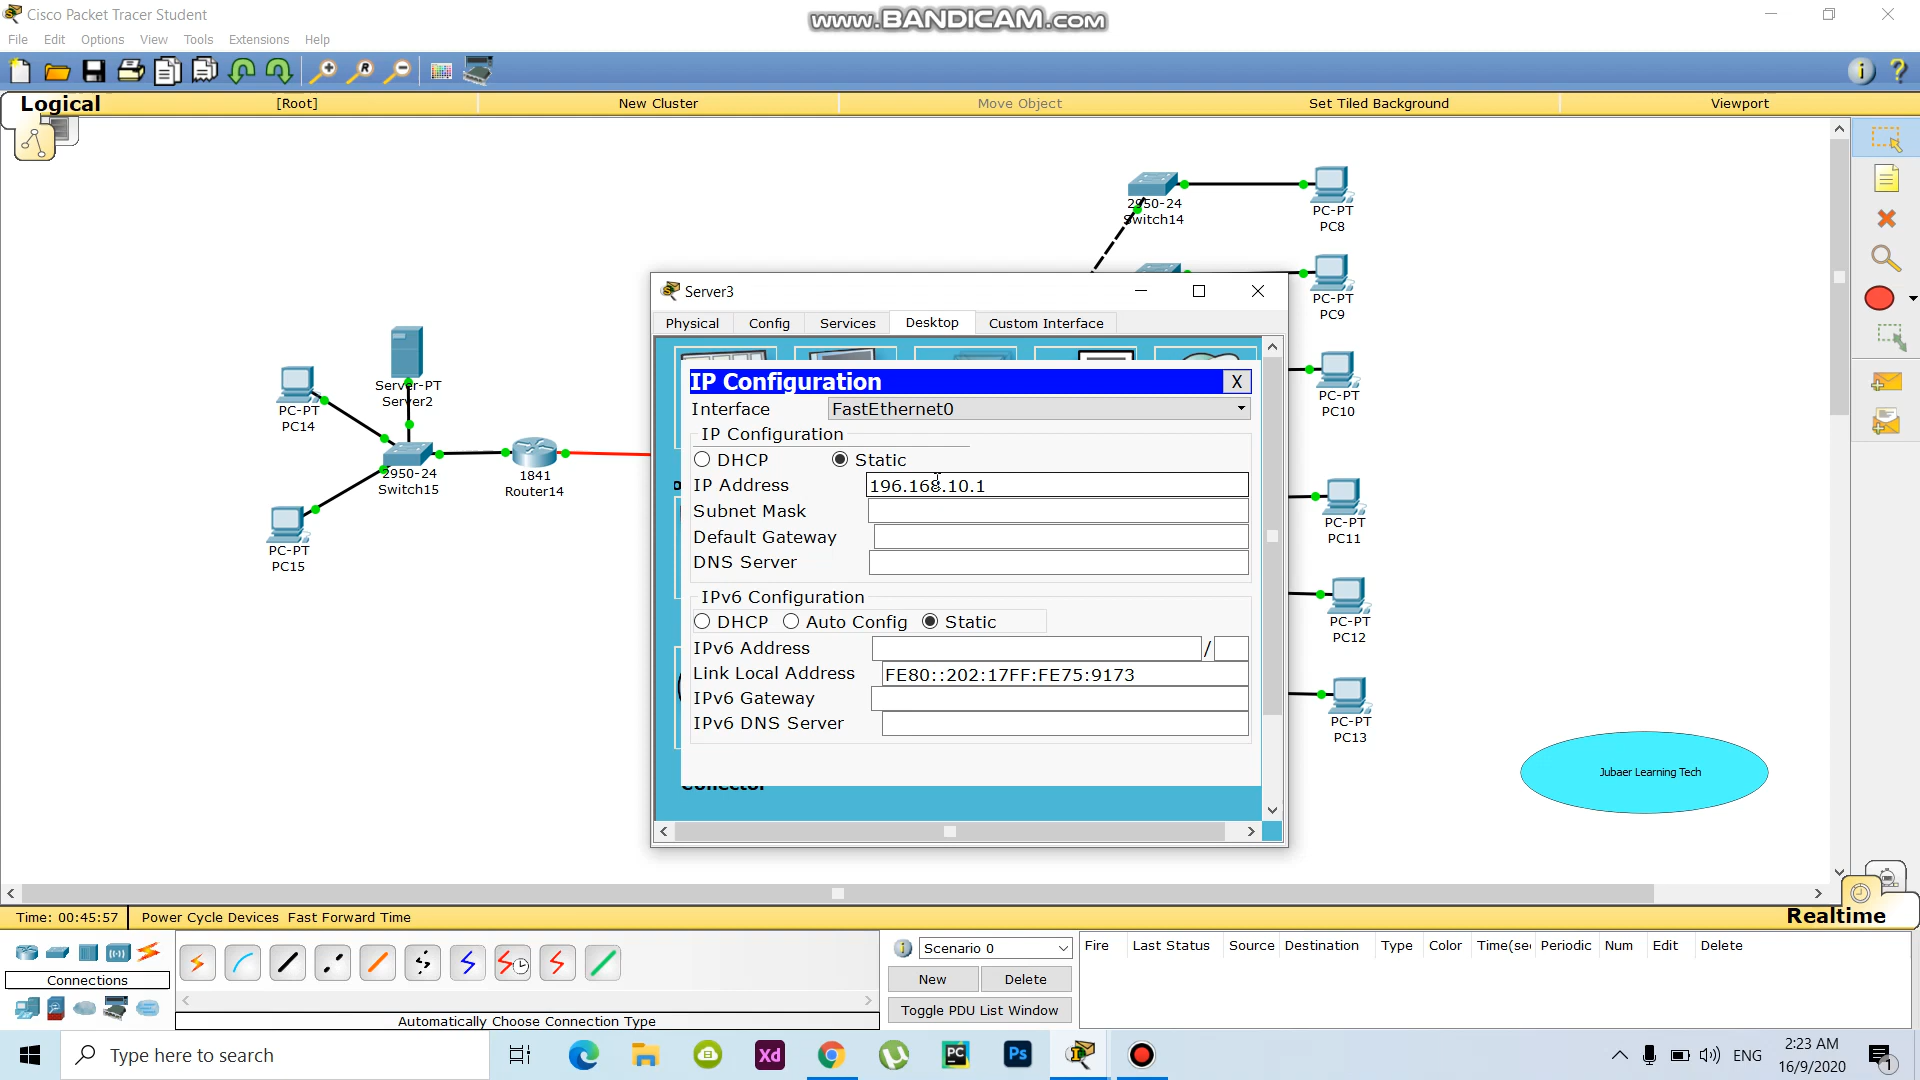 Cisco Packet Tracer Student
www.BANDICAM.com
File Edit Options View Tools Extensions Help
Logical
[Root]
New Cluster
Move Object
Set Tiled Background
Viewport
2950-24
Switch14
PC-PT
PC8
PC-PT
PC9
PC-PT
PC10
PC-PT
PC11
PC-PT
PC12
PC-PT
PC13
Server-PT
Server2
PC-PT
PC14
2950-24
Switch15
1841
Router14
PC-PT
PC15
Server3
Physical Config Services Desktop Custom Interface
IP Configuration X
Interface FastEthernet0
IP Configuration
DHCP Static
IP Address 196.168.10.1
Subnet Mask
Default Gateway
DNS Server
IPv6 Configuration
DHCP Auto Config Static
IPv6 Address /
Link Local Address FE80::202:17FF:FE75:9173
IPv6 Gateway
IPv6 DNS Server
Collector
Jubaer Learning Tech
Time: 00:45:57 Power Cycle Devices Fast Forward Time
Realtime
Connections
Automatically Choose Connection Type
Scenario 0
New Delete
Toggle PDU List Window
Fire Last Status Source Destination Type Color Time(sec Periodic Num Edit Delete
Type here to search
ENG
2:23 AM
16/9/2020
1